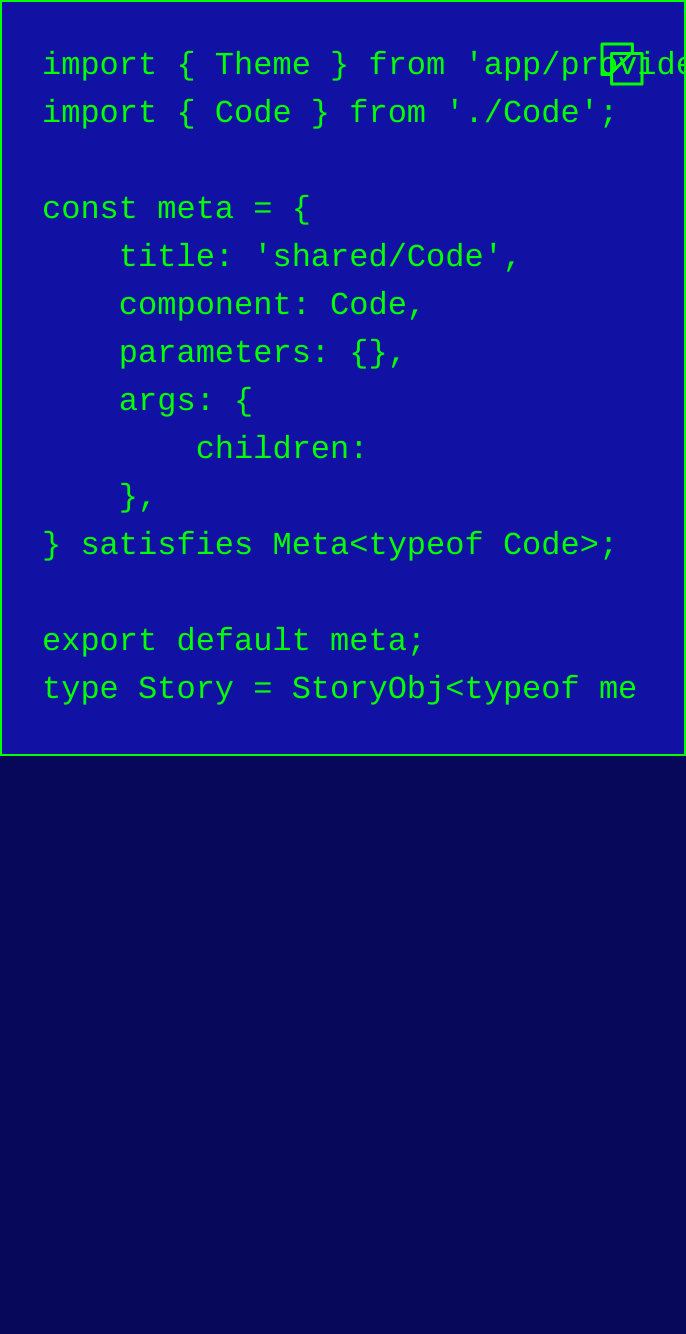 import { Theme } from 'app/provide
import { Code } from './Code';

const meta = {
    title: 'shared/Code',
    component: Code,
    parameters: {},
    args: {
        children:
    },
} satisfies Meta<typeof Code>;

export default meta;
type Story = StoryObj<typeof me